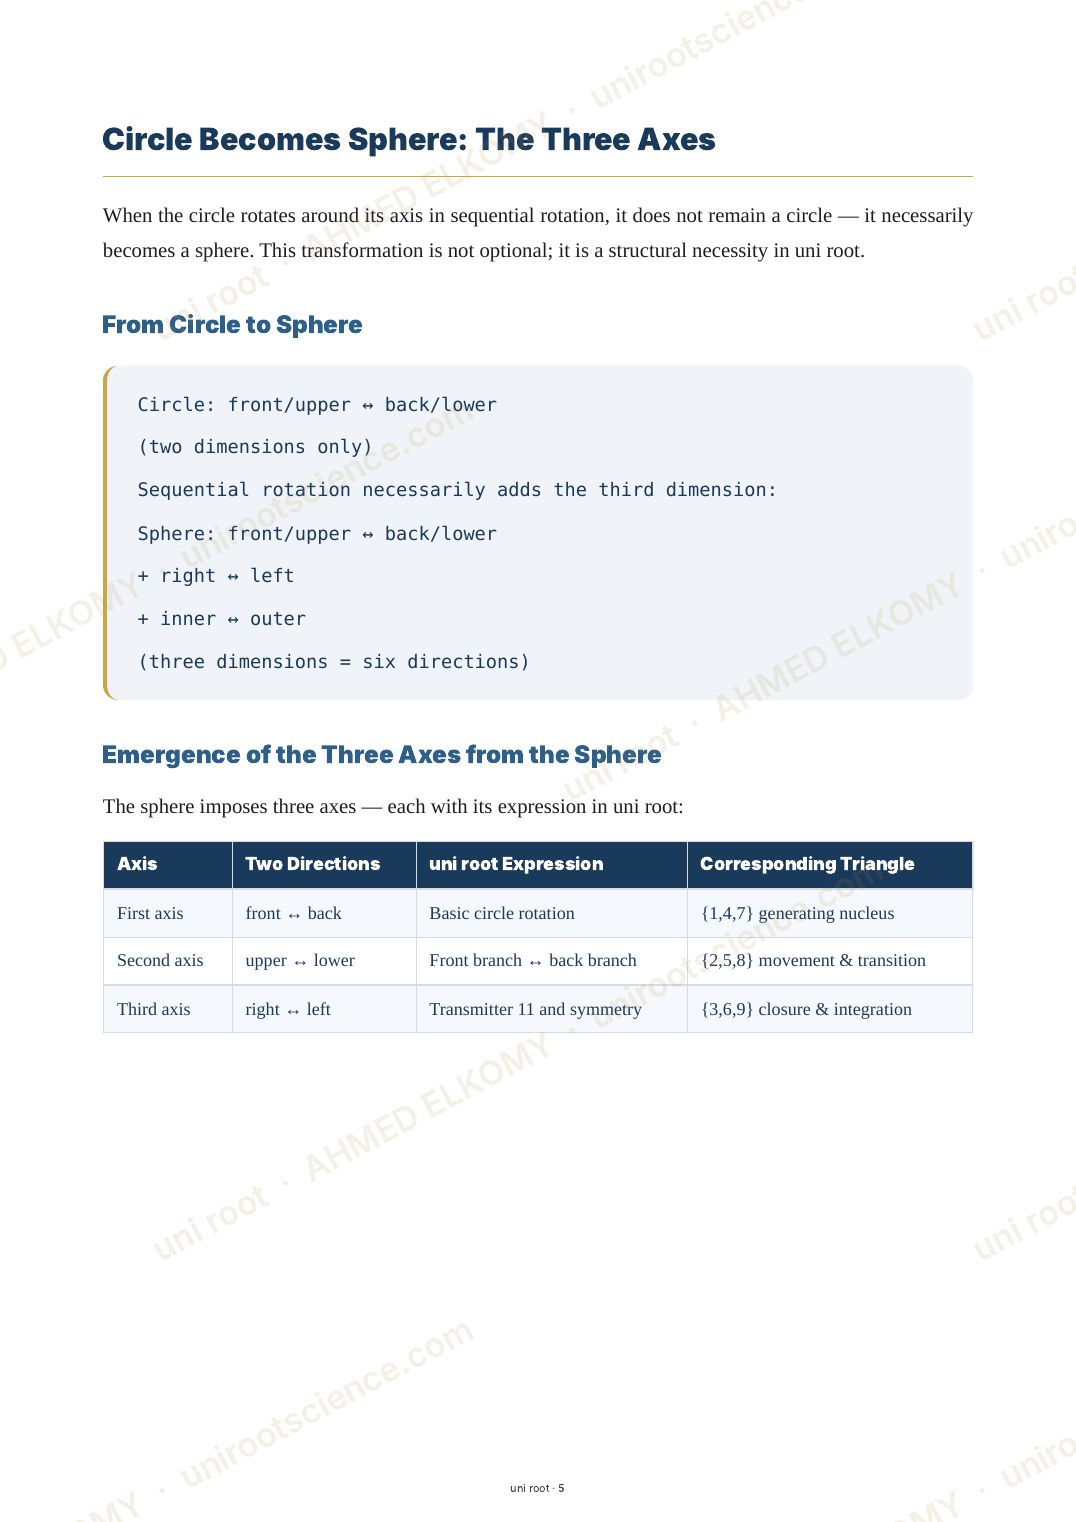 Circle Becomes Sphere: The Three Axes
When the circle rotates around its axis in sequential rotation, it does not remain a circle — it necessarily
becomes a sphere. This transformation is not optional; it is a structural necessity in uni root.
From Circle to Sphere
Circle: front/upper ↔ back/lower
(two dimensions only)
Sequential rotation necessarily adds the third dimension:
Sphere: front/upper ↔ back/lower
+ right ↔ left
+ inner ↔ outer
(three dimensions = six directions)
Emergence of the Three Axes from the Sphere
The sphere imposes three axes — each with its expression in uni root:
Axis Two Directions uni root Expression Corresponding Triangle
First axis front ↔ back Basic circle rotation {1,4,7} generating nucleus
Second axis upper ↔ lower Front branch ↔ back branch {2,5,8} movement & transition
Third axis right ↔ left Transmitter 11 and symmetry {3,6,9} closure & integration
uni root · AHMED ELKOMY · unirootscience.com
uni root · 5